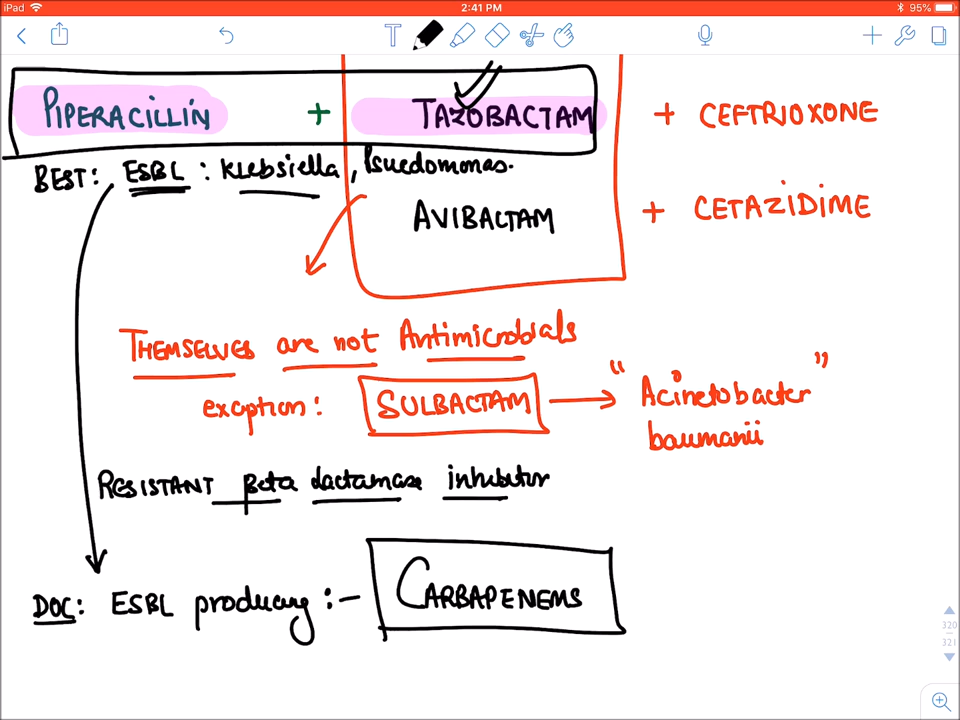 iPad 2:41 PM 95%
T
PIPERACILLIN + TAZOBACTAM + CEFTRIOXONE
BEST: ESBL : Klebsiella, Psuedomonas.
AVIBACTAM + CETAZIDIME
THEMSELVES are not Antimicrobials
exception: SULBACTAM → “Acinetobacter”
baumanii
RESISTANT Beta lactamase inhibitor
DOC: ESBL producing :- CARBAPENEMS
320
321